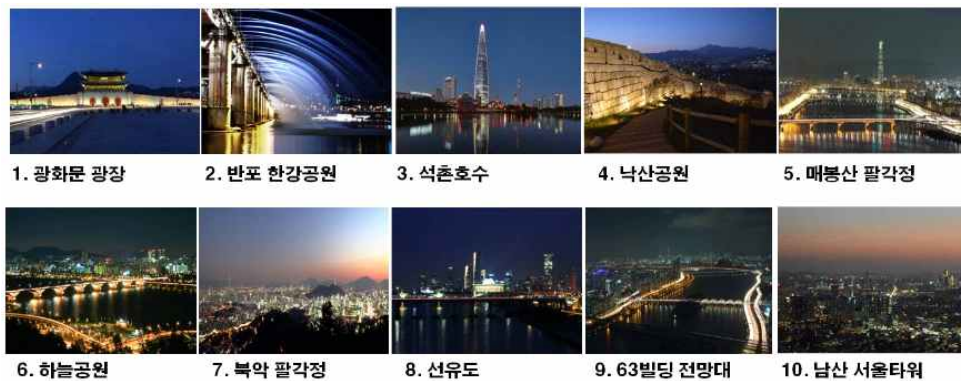 1. 광화문 광장
2. 반포 한강공원
3. 석촌호수
4. 낙산공원
5. 매봉산 팔각정
6. 하늘공원
7. 북악 팔각정
8. 선유도
9. 63빌딩 전망대
10. 남산 서울타워